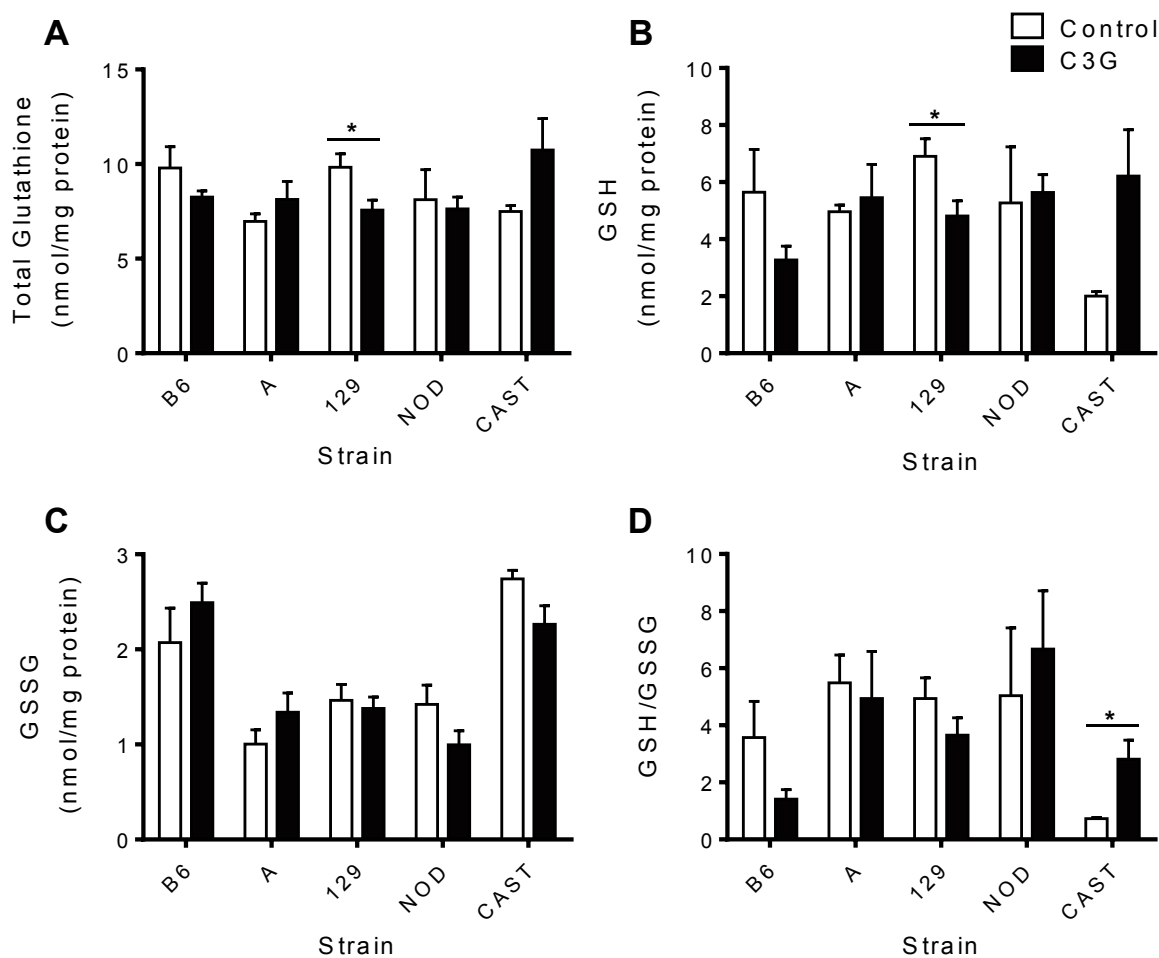 A
Total Glutathione
(nmol/mg protein)
15
10
5
0
*
B6
A
129
NOD
CAST
Strain
B
Control
C3G
GSH
(nmol/mg protein)
10
8
6
4
2
0
*
B6
A
129
NOD
CAST
Strain
C
GSSG
(nmol/mg protein)
3
2
1
0
B6
A
129
NOD
CAST
Strain
D
GSH/GSSG
10
8
6
4
2
0
*
B6
A
129
NOD
CAST
Strain